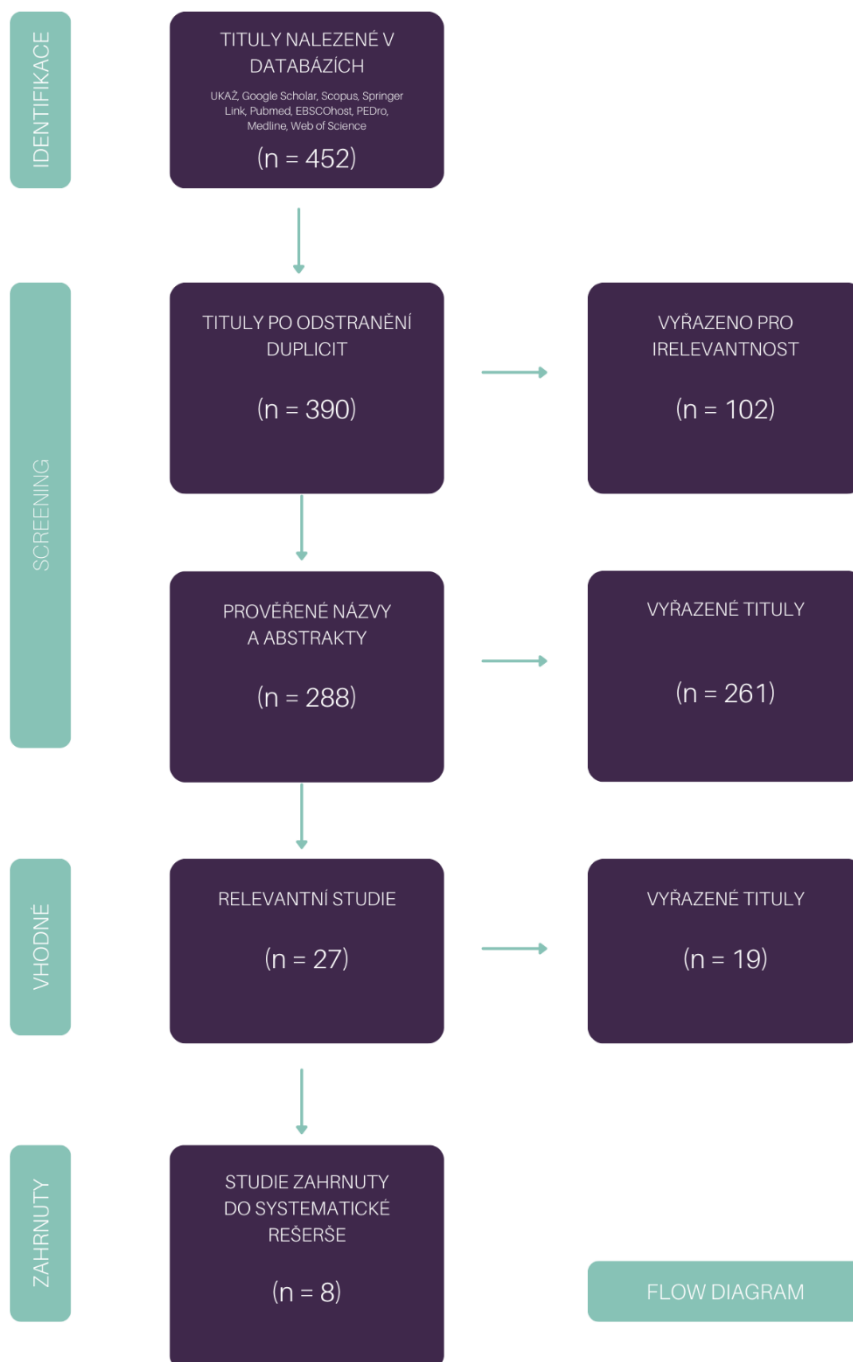 IDENTIFIKACE
TITULY NALEZENÉ V
DATABÁZÍCH
UKAŽ, Google Scholar, Scopus, Springer
Link, Pubmed, EBSCOhost, PEDro,
Medline, Web of Science
(n = 452)
SCREENING
TITULY PO ODSTRANĚNÍ
DUPLICIT
(n = 390)
VYŘAZENO PRO
IRELEVANTNOST
(n = 102)
PROVĚŘENÉ NÁZVY
A ABSTRAKTY
(n = 288)
VYŘAZENÉ TITULY
(n = 261)
VHODNÉ
RELEVANTNÍ STUDIE
(n = 27)
VYŘAZENÉ TITULY
(n = 19)
ZAHRNUTY
STUDIE ZAHRNUTY
DO SYSTEMATICKÉ
REŠERŠE
(n = 8)
FLOW DIAGRAM